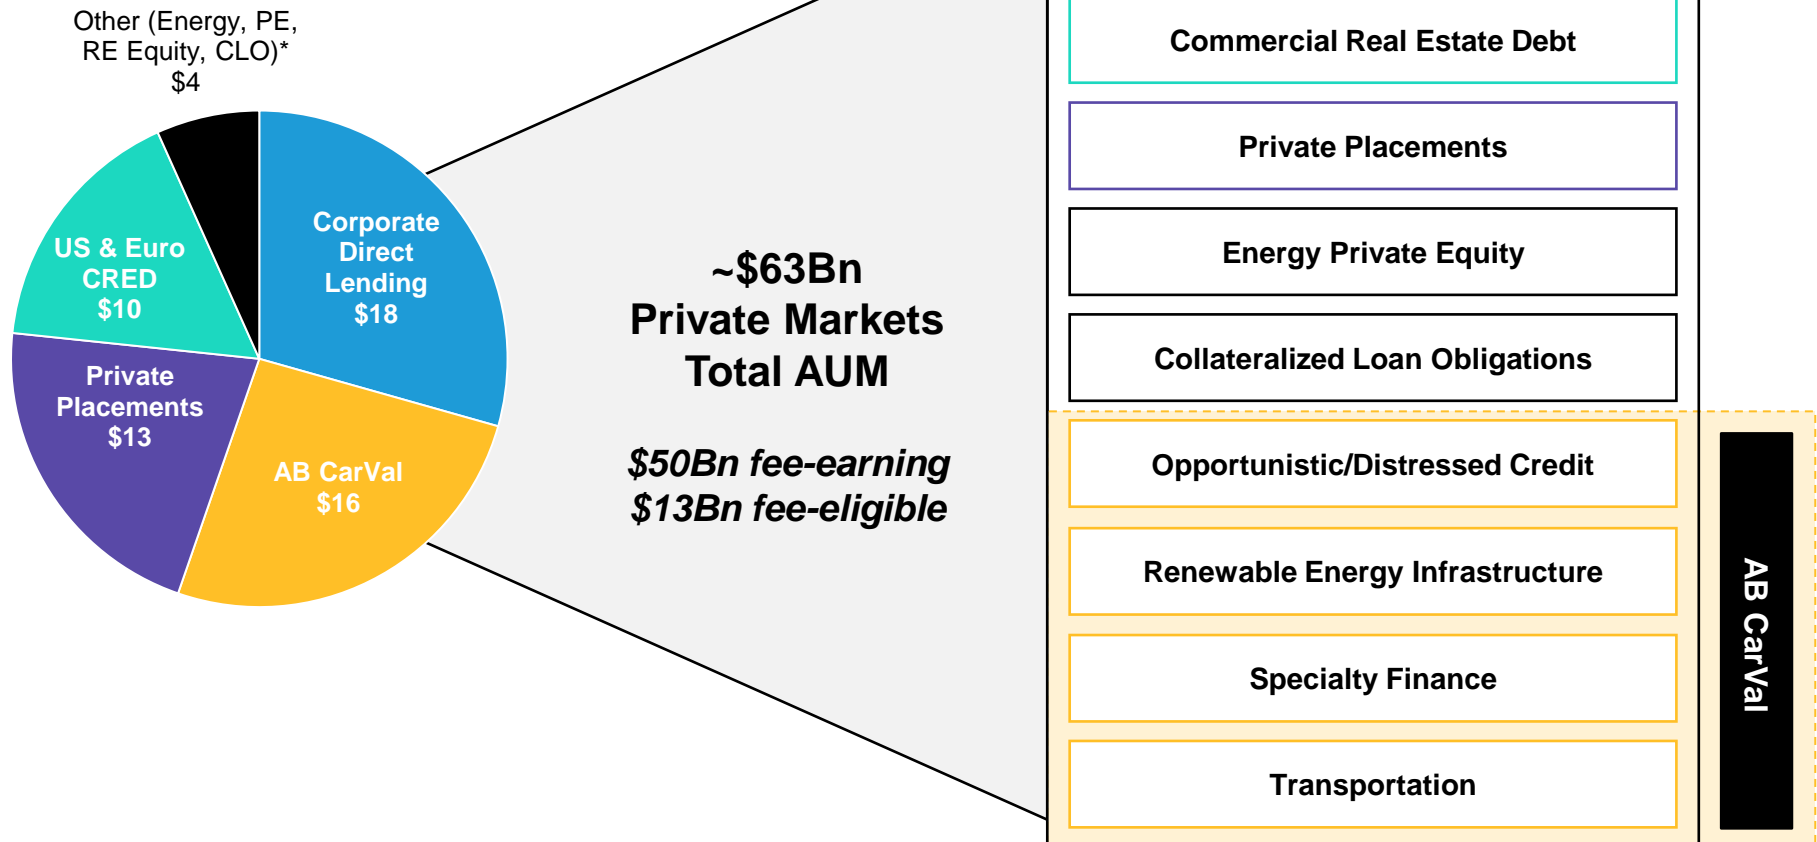 Other (Energy, PE,
RE Equity, CLO)*
$4
Corporate
Direct
Lending
$18
US & Euro
CRED
$10
Private
Placements
$13
AB CarVal
$16
~$63Bn
Private Markets
Total AUM
$50Bn fee-earning
$13Bn fee-eligible
Commercial Real Estate Debt
Private Placements
Energy Private Equity
Collateralized Loan Obligations
Opportunistic/Distressed Credit
Renewable Energy Infrastructure
Specialty Finance
Transportation
AB CarVal